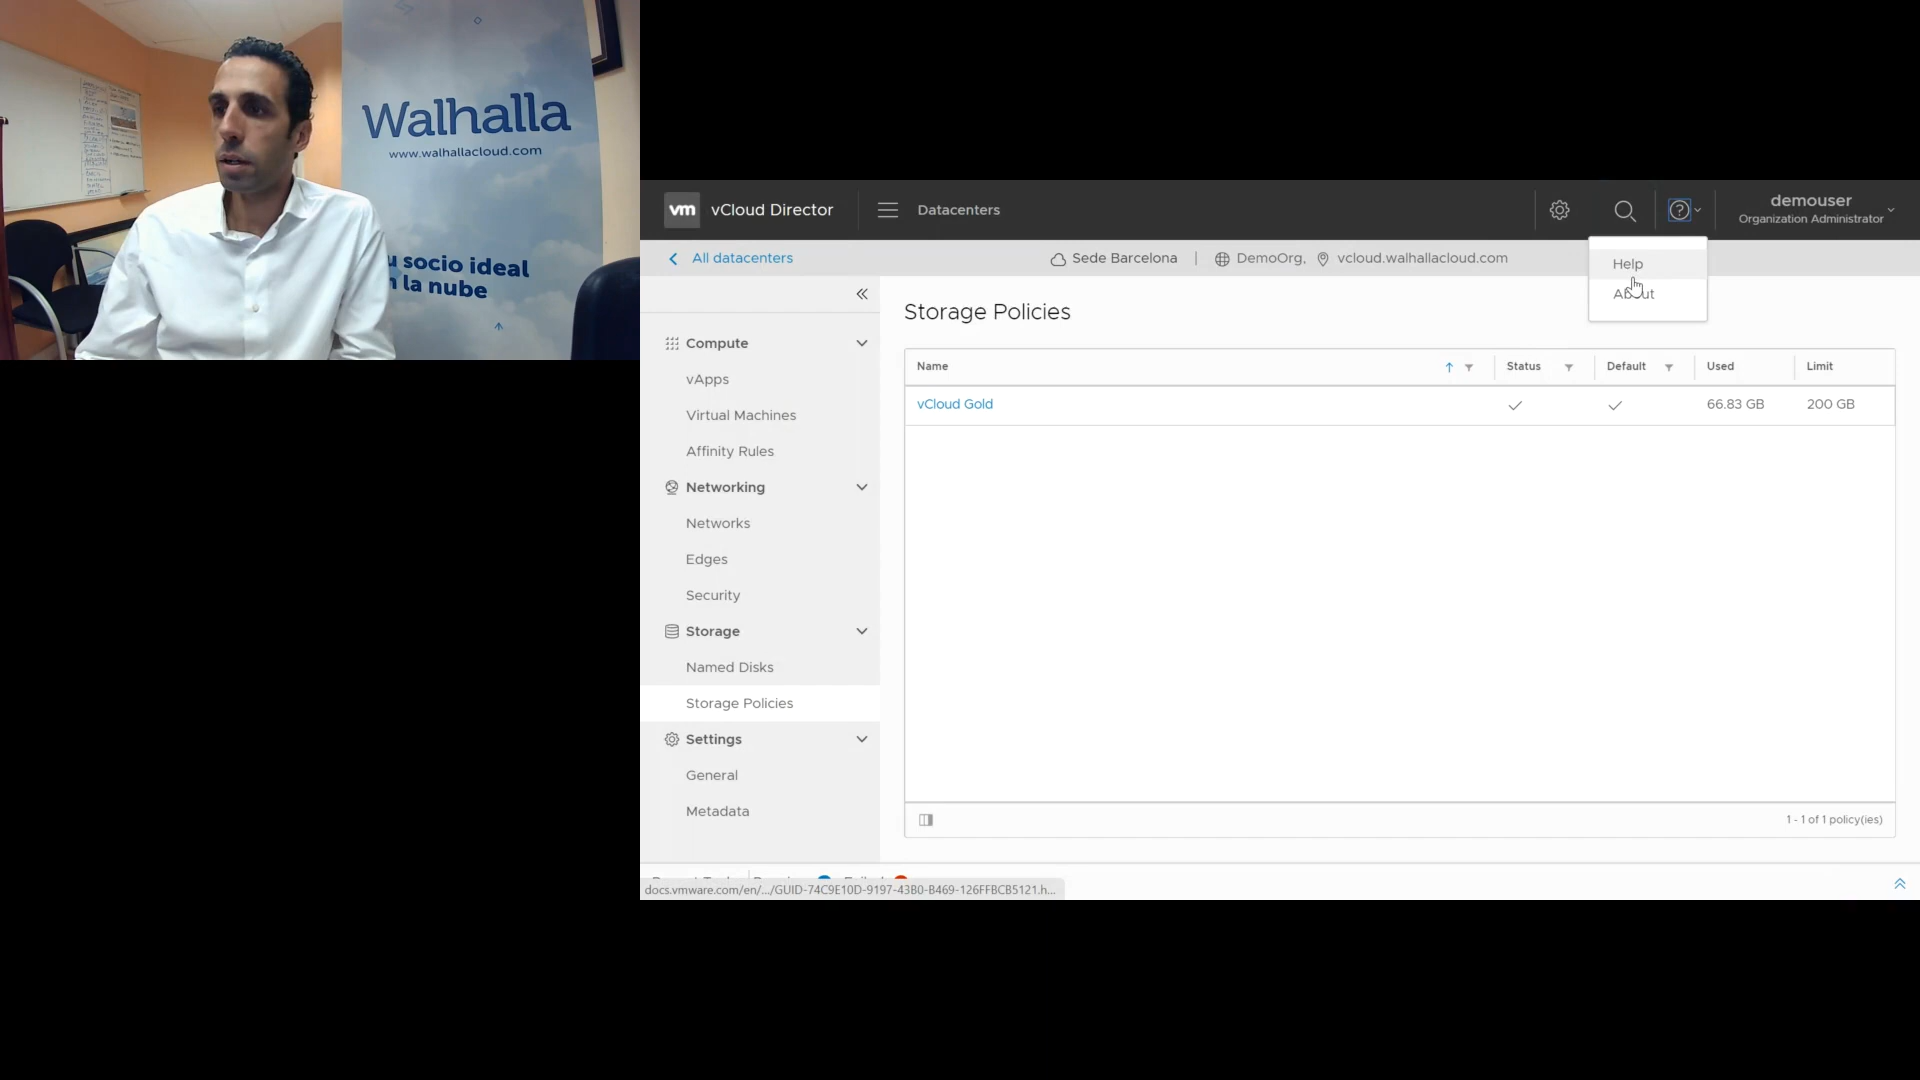 Walhalla
www.walhallacloud.com
u socio ideal
n la nube
vm vCloud Director Datacenters
demouser
Organization Administrator
All datacenters Sede Barcelona | DemoOrg, vcloud.walhallacloud.com
Help
About
Storage Policies
Compute
vApps
Virtual Machines
Affinity Rules
Networking
Networks
Edges
Security
Storage
Named Disks
Storage Policies
Settings
General
Metadata
Name Status Default Used Limit
vCloud Gold 66.83 GB 200 GB
1 - 1 of 1 policy(ies)
docs.vmware.com/en/.../GUID-74C9E10D-9197-43B0-B469-126FFBCB5121.h...